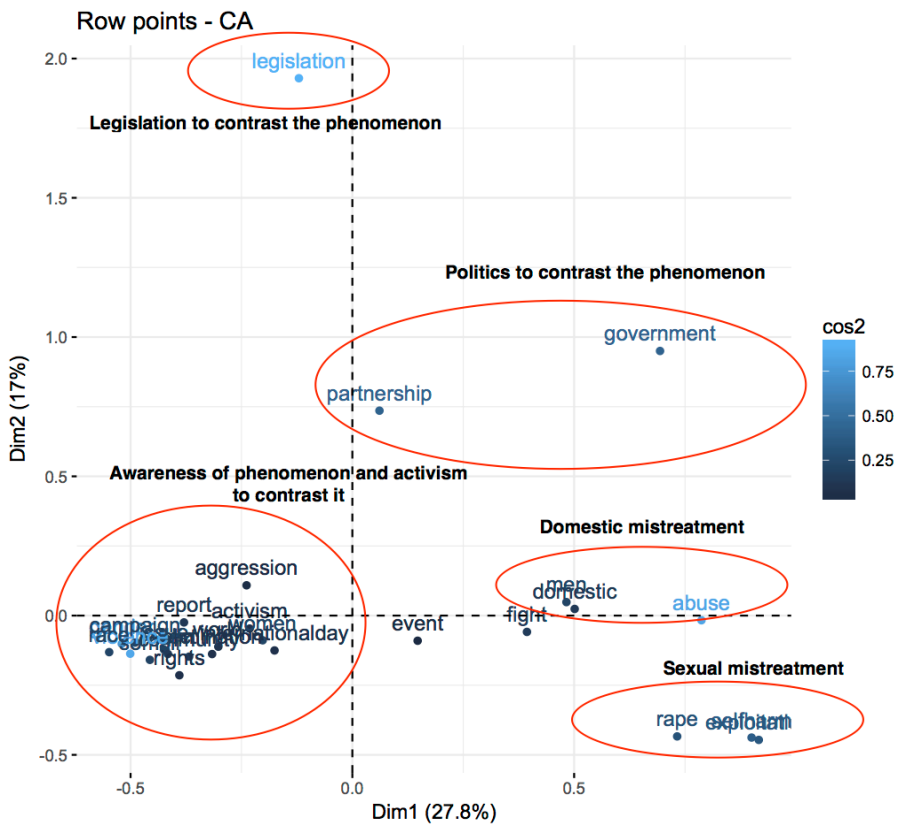 Row points - CA
2.0
legislation
Legislation to contrast the phenomenon
1.5
Politics to contrast the phenomenon
1.0
government
partnership
cos2
0.75
0.50
0.25
Dim2 (17%)
0.5
Awareness of phenomenon and activism
to contrast it
Domestic mistreatment
aggression
men
domestic
report
activism
abuse
0.0
campaign
women
event
fight
rights
Sexual mistreatment
rape
selfharm
-0.5
-0.5
0.0
0.5
Dim1 (27.8%)